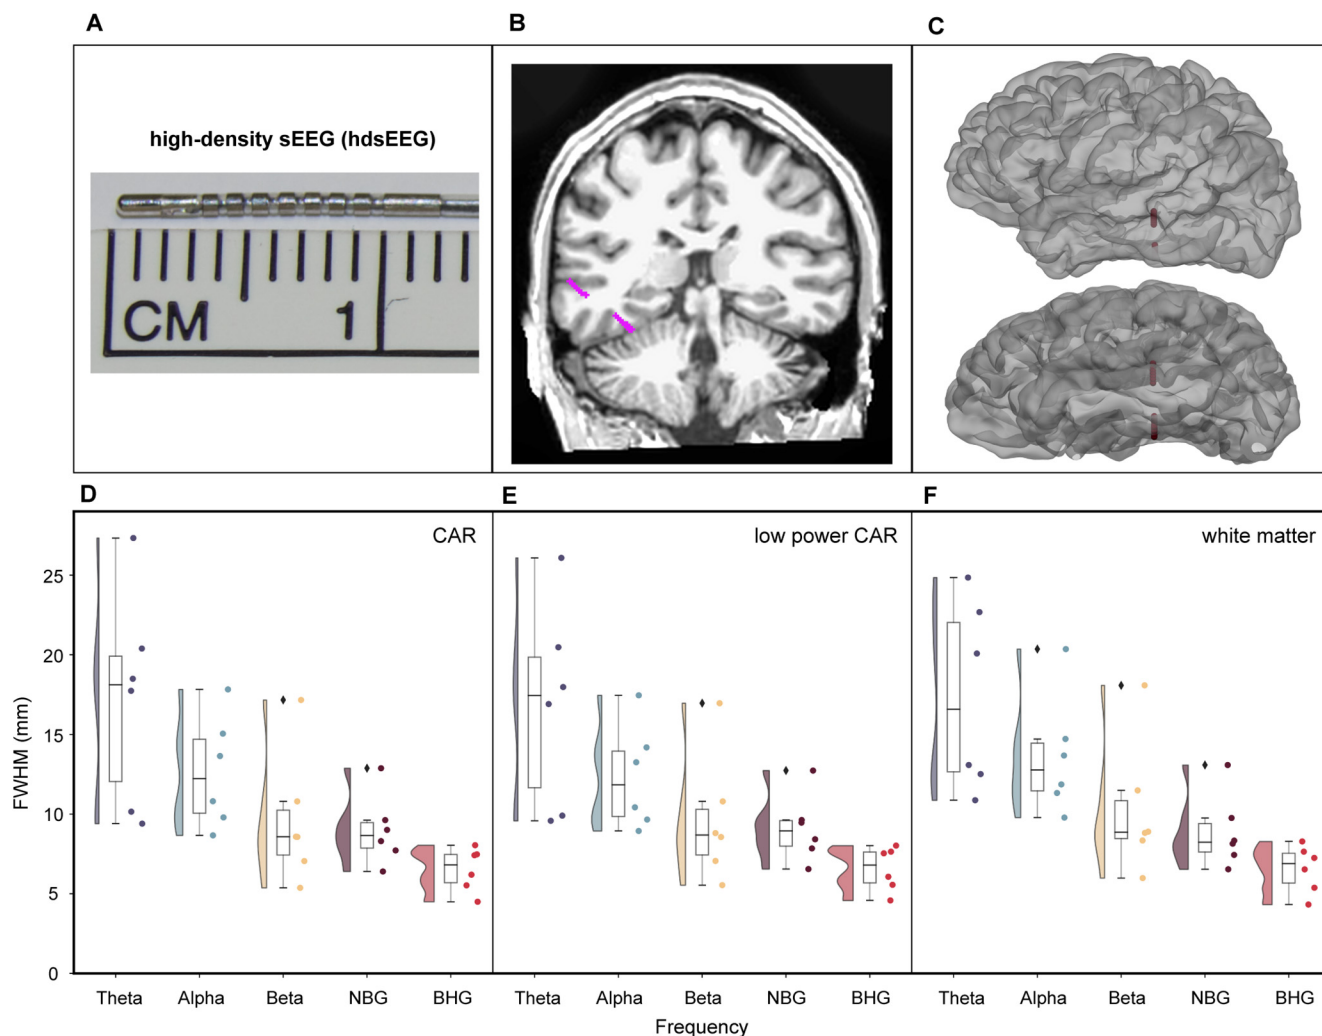 A
B
C
high-density sEEG (hdsEEG)
CM 1
D
E
F
CAR
low power CAR
white matter
FWHM (mm)
25
20
15
10
5
0
Theta Alpha Beta NBG BHG
Theta Alpha Beta NBG BHG
Theta Alpha Beta NBG BHG
Frequency